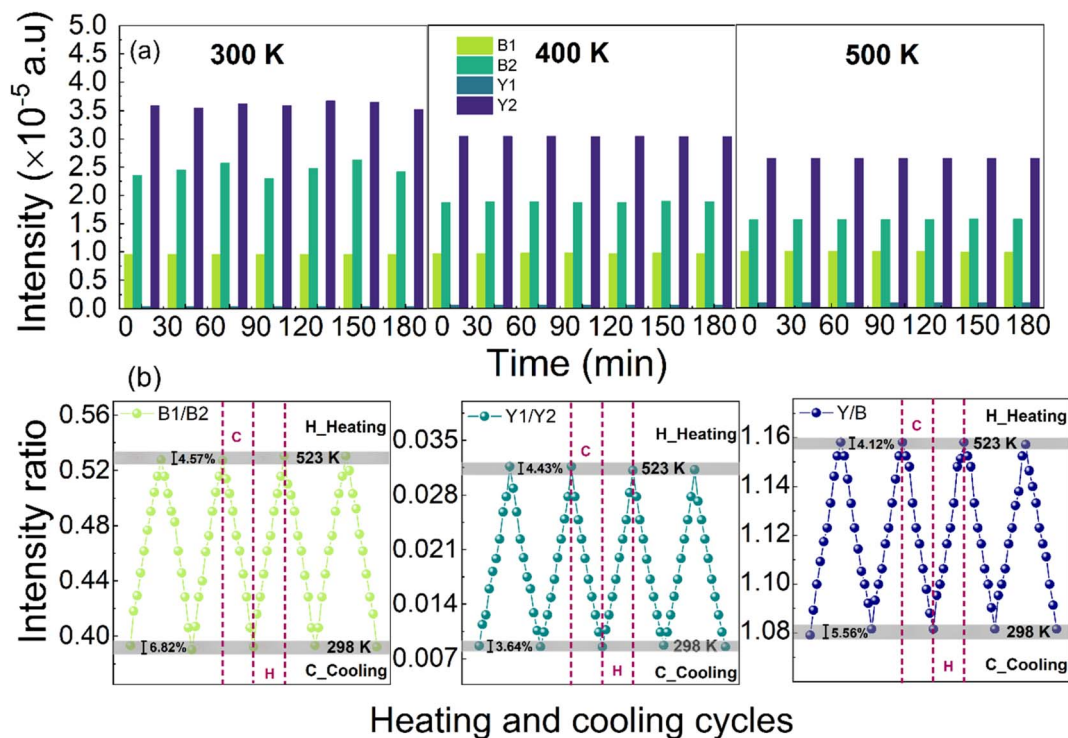 (a)
300 K
400 K
500 K
B1
B2
Y1
Y2
Intensity (×10⁻⁵ a.u)
5.0
4.5
4.0
3.5
3.0
2.5
2.0
1.5
1.0
0.5
0.0
0 30 60 90 120 150 180
0 30 60 90 120 150 180
0 30 60 90 120 150 180
Time (min)
(b)
Intensity ratio
0.56
0.52
0.48
0.44
0.40
B1/B2
C
H_Heating
4.57%
523 K
6.82%
298 K
H
C_Cooling
0.035
0.028
0.021
0.014
0.007
Y1/Y2
C
H_Heating
4.43%
523 K
3.64%
298 K
H
C_Cooling
1.16
1.14
1.12
1.10
1.08
Y/B
C
H_Heating
4.12%
523 K
5.56%
298 K
H
C_Cooling
Heating and cooling cycles